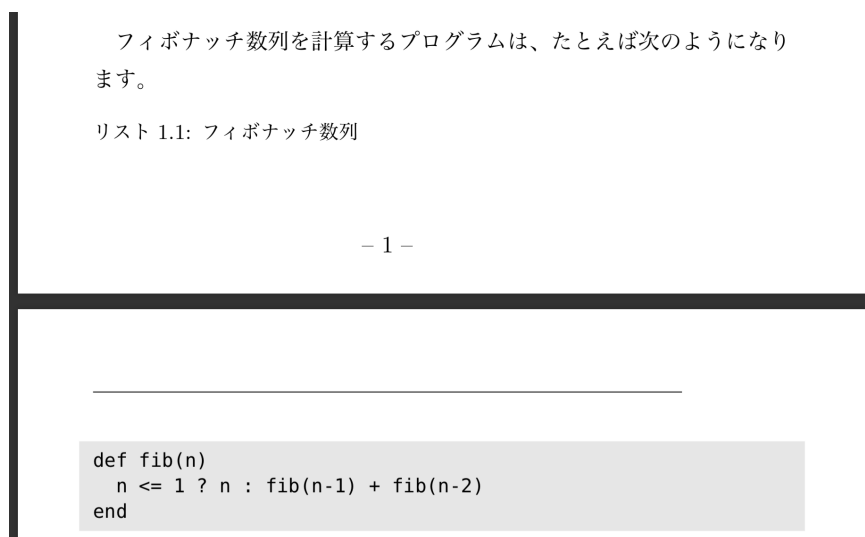 フィボナッチ数列を計算するプログラムは、たとえば次のようになり
ます。
リスト 1.1: フィボナッチ数列
– 1 –
def fib(n)
  n <= 1 ? n : fib(n-1) + fib(n-2)
end